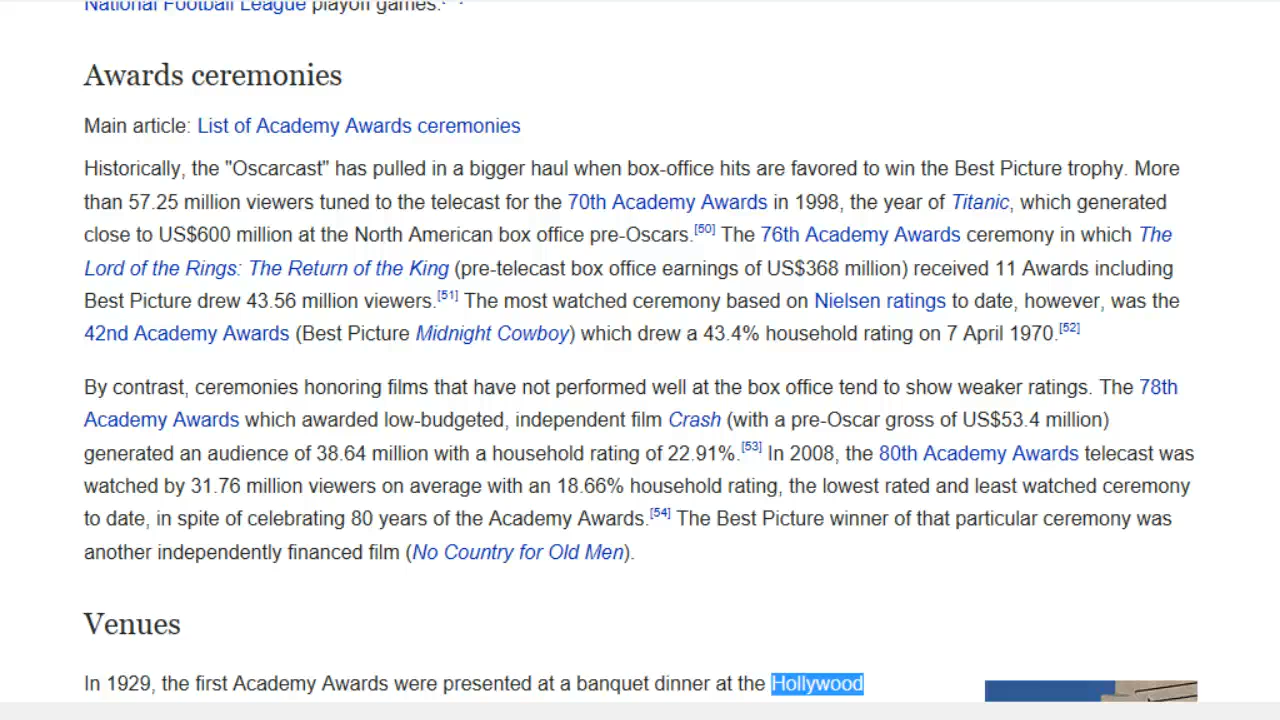 National Football League playoff games.
Awards ceremonies
Main article: List of Academy Awards ceremonies
Historically, the "Oscarcast" has pulled in a bigger haul when box-office hits are favored to win the Best Picture trophy. More
than 57.25 million viewers tuned to the telecast for the 70th Academy Awards in 1998, the year of Titanic, which generated
close to US$600 million at the North American box office pre-Oscars.[50] The 76th Academy Awards ceremony in which The
Lord of the Rings: The Return of the King (pre-telecast box office earnings of US$368 million) received 11 Awards including
Best Picture drew 43.56 million viewers.[51] The most watched ceremony based on Nielsen ratings to date, however, was the
42nd Academy Awards (Best Picture Midnight Cowboy) which drew a 43.4% household rating on 7 April 1970.[52]
By contrast, ceremonies honoring films that have not performed well at the box office tend to show weaker ratings. The 78th
Academy Awards which awarded low-budgeted, independent film Crash (with a pre-Oscar gross of US$53.4 million)
generated an audience of 38.64 million with a household rating of 22.91%.[53] In 2008, the 80th Academy Awards telecast was
watched by 31.76 million viewers on average with an 18.66% household rating, the lowest rated and least watched ceremony
to date, in spite of celebrating 80 years of the Academy Awards.[54] The Best Picture winner of that particular ceremony was
another independently financed film (No Country for Old Men).
Venues
In 1929, the first Academy Awards were presented at a banquet dinner at the Hollywood